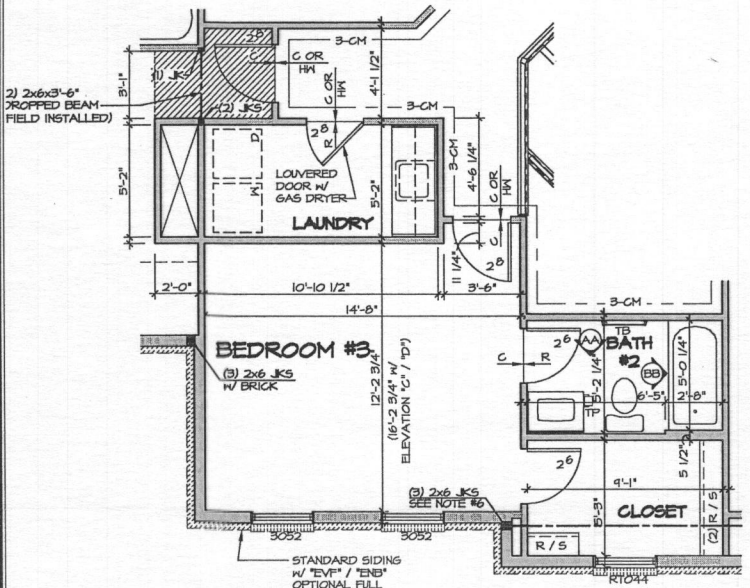 2⁸
3-CM
C
C OR
HW
(1) JKS
C OR
HW
4'-1 1/2"
3'-1"
2) 2x6x3'-6"
DROPPED BEAM
FIELD INSTALLED)
(2) JKS
3-CM
2⁸
R
D
W
LOUVERED
DOOR W/
GAS DRYER
5'-2"
5'-2"
LAUNDRY
3-CM
4'-6 1/4"
C OR
HW
C
2⁸
11 1/4"
2'-0"
10'-10 1/2"
3'-6"
14'-8"
3-CM
BEDROOM #3
(3) 2x6 JKS
W/ BRICK
12'-2 3/4"
(16'-2 3/4" W/
ELEVATION "C" / "D")
C
R
2⁶
AA
TB
BATH
#2
5'-2 1/4"
BB
5'-0 1/4"
6'-5"
2'-8"
TP
5 1/2"
2⁶
9'-1"
(3) 2x6 JKS
SEE NOTE #6
5'-3"
CLOSET
(2) R / S
R / S
3052
3052
RTO44
STANDARD SIDING
W/ "EVF" / "ENB"
OPTIONAL FULL